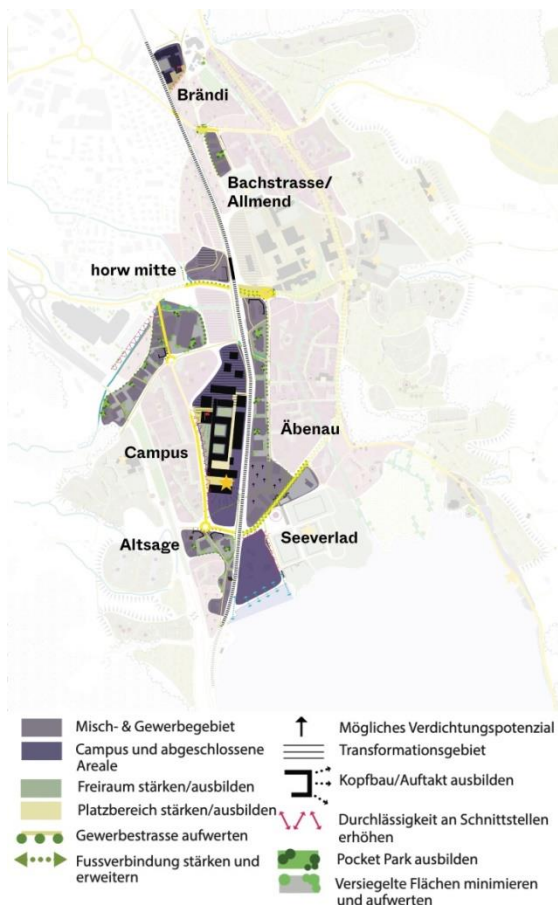 Brändi
Bachstrasse/
Allmend
horw mitte
Äbenau
Campus
Altsage
Seeverlad
Misch- & Gewerbegebiet
Campus und abgeschlossene
Areale
Freiraum stärken/ausbilden
Platzbereich stärken/ausbilden
Gewerbestrasse aufwerten
Fussverbindung stärken und
erweitern
Mögliches Verdichtungspotenzial
Transformationsgebiet
Kopfbau/Auftakt ausbilden
Durchlässigkeit an Schnittstellen
erhöhen
Pocket Park ausbilden
Versiegelte Flächen minimieren
und aufwerten